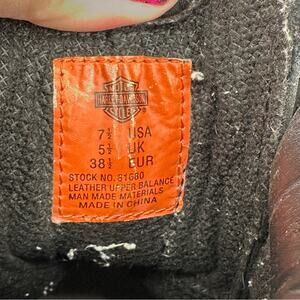 HARLEY-DAVIDSON
7½ USA
5½ UK
38½ EUR
STOCK NO. 81680
LEATHER UPPER BALANCE
MAN MADE MATERIALS
MADE IN CHINA